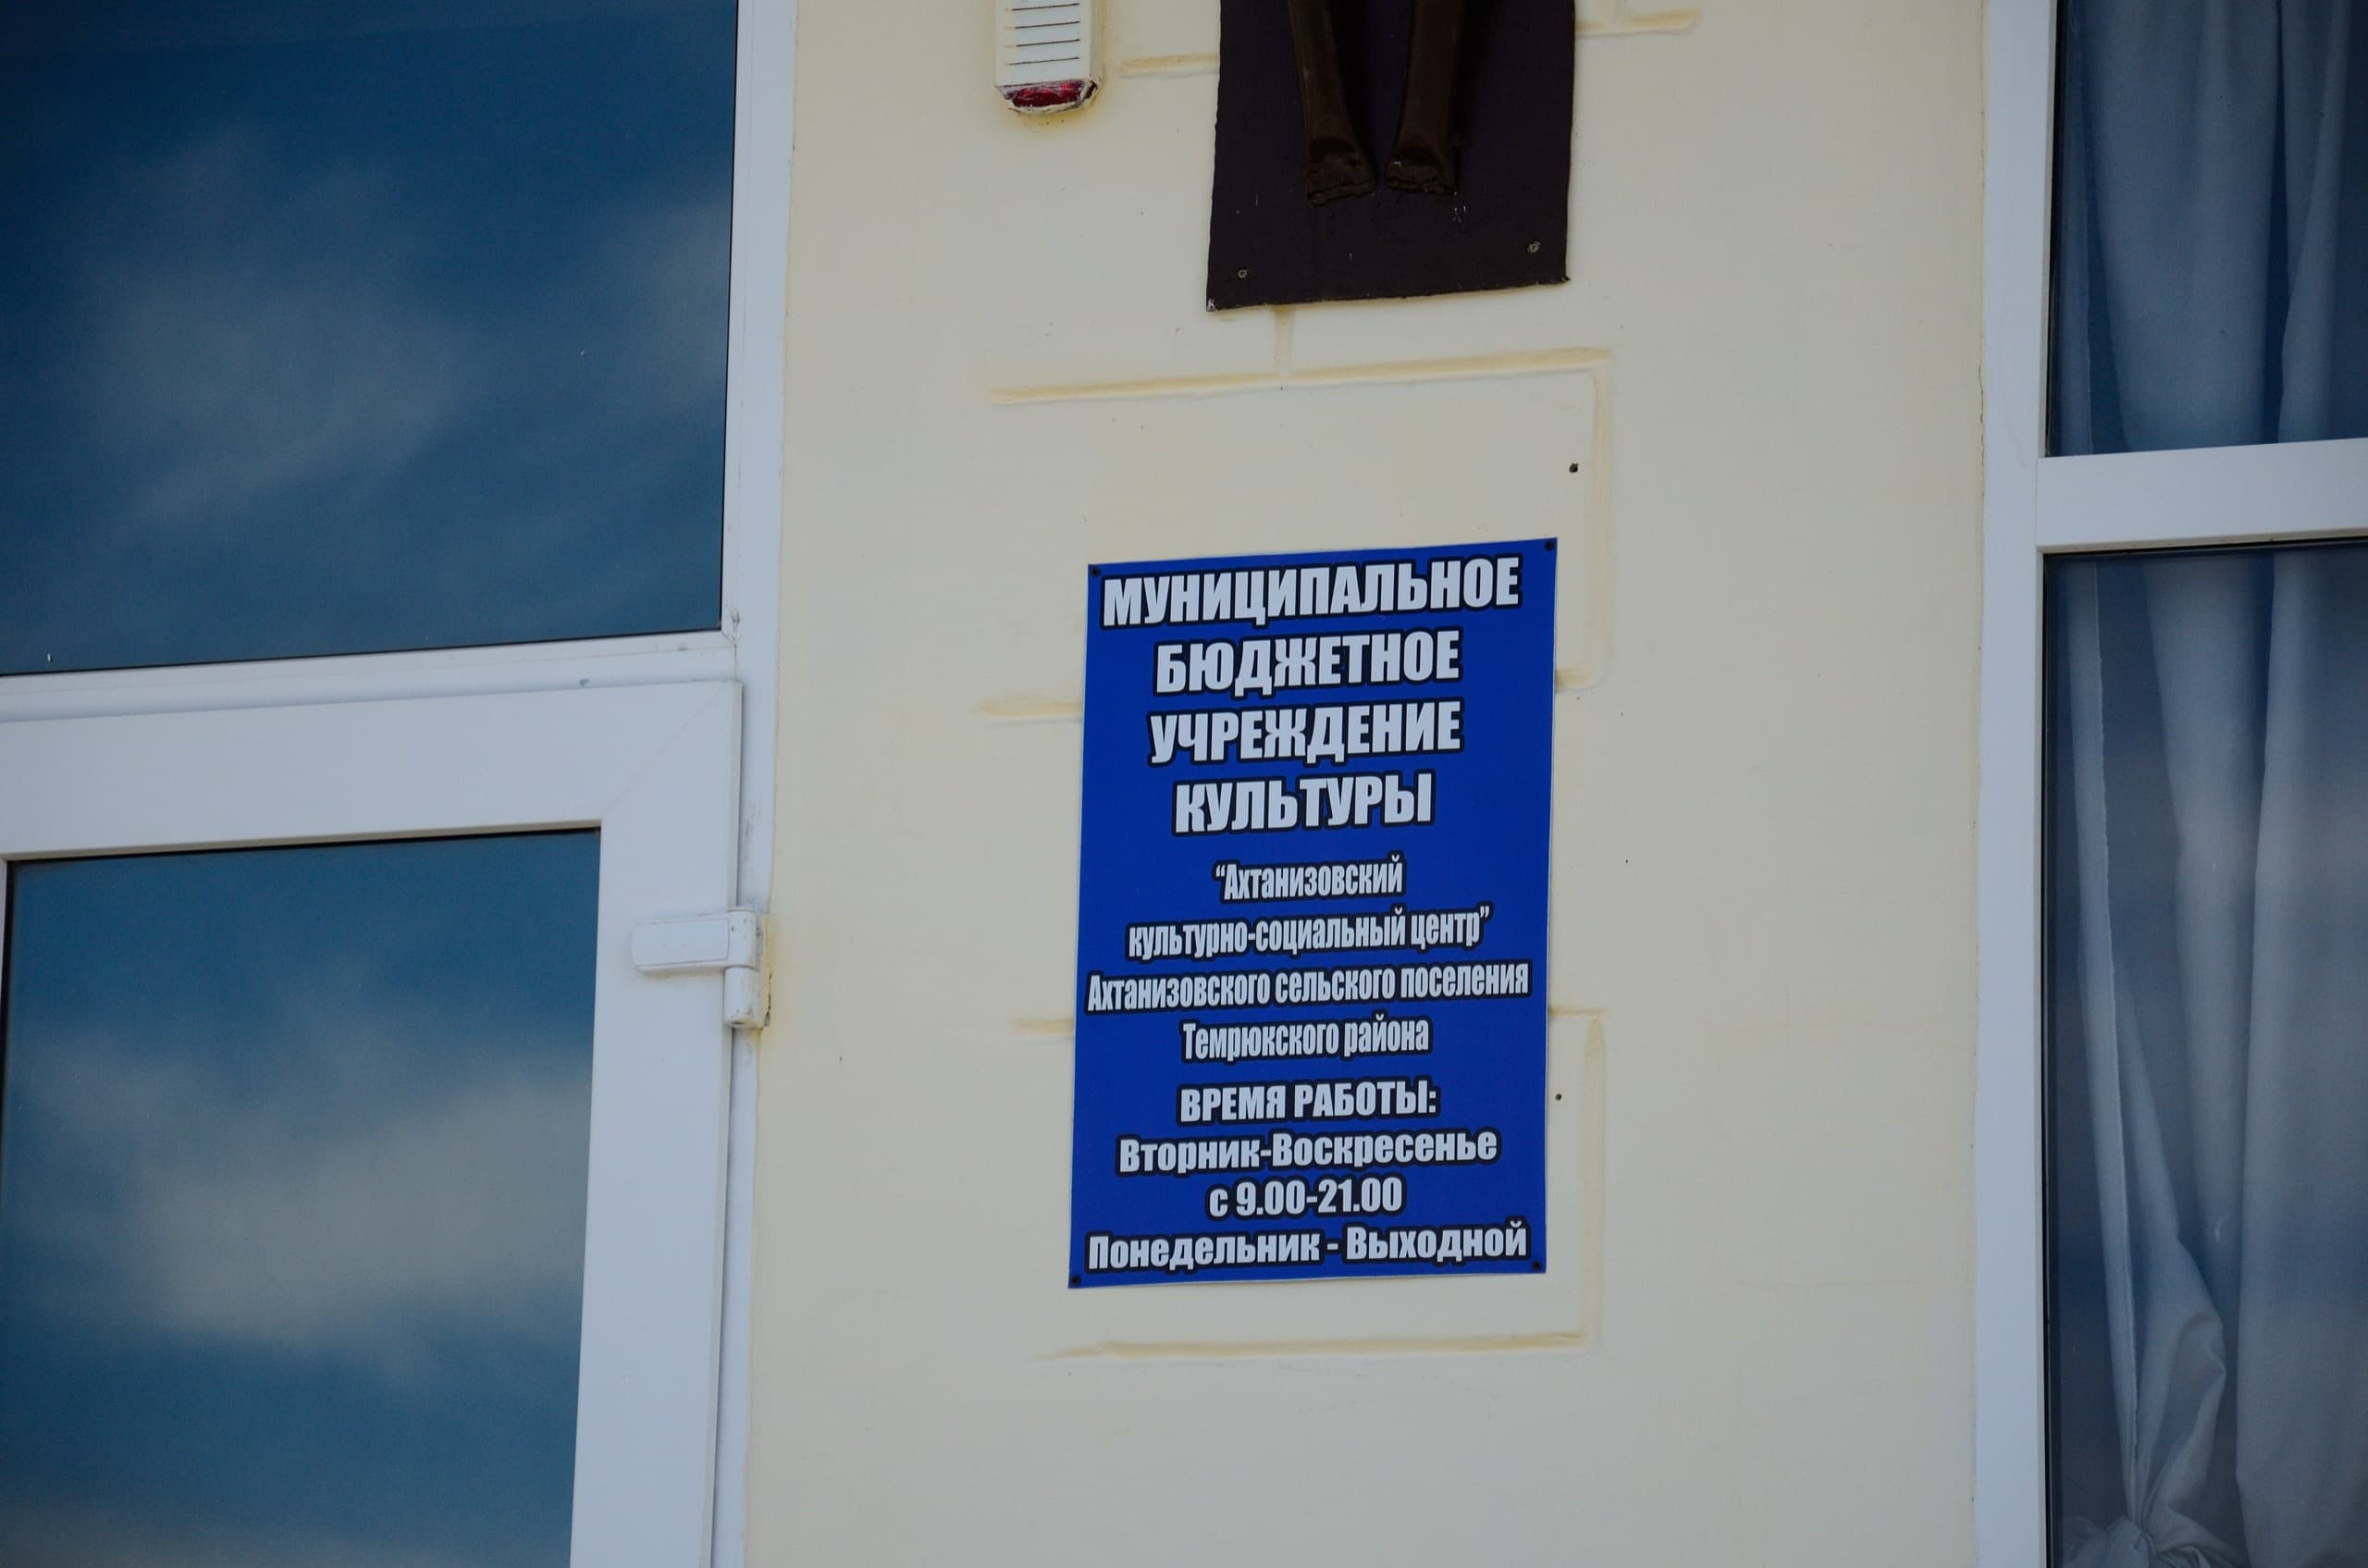 МУНИЦИПАЛЬНОЕ
БЮДЖЕТНОЕ
УЧРЕЖДЕНИЕ
КУЛЬТУРЫ
“Ахтанизовский
культурно-социальный центр”
Ахтанизовского сельского поселения
Темрюкского района
ВРЕМЯ РАБОТЫ:
Вторник-Воскресенье
с 9.00-21.00
Понедельник - Выходной